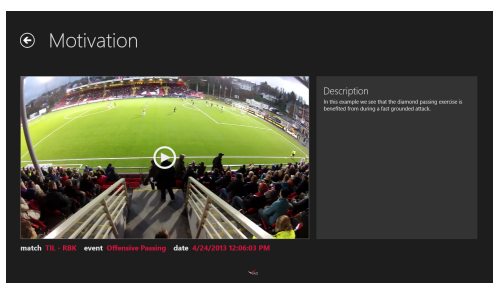 Motivation
Description
In this example we see that the diamond passing exercise is
benefited from during a fast grounded attack.
match TIL - RBK event Offensive Passing date 4/24/2013 12:06:03 PM